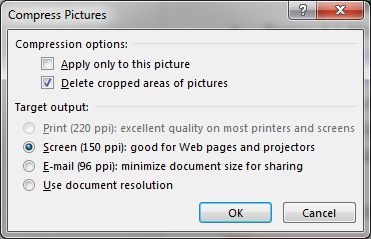 Compress Pictures
?
Compression options:
Apply only to this picture
Delete cropped areas of pictures
Target output:
Print (220 ppi): excellent quality on most printers and screens
Screen (150 ppi): good for Web pages and projectors
E-mail (96 ppi): minimize document size for sharing
Use document resolution
OK Cancel